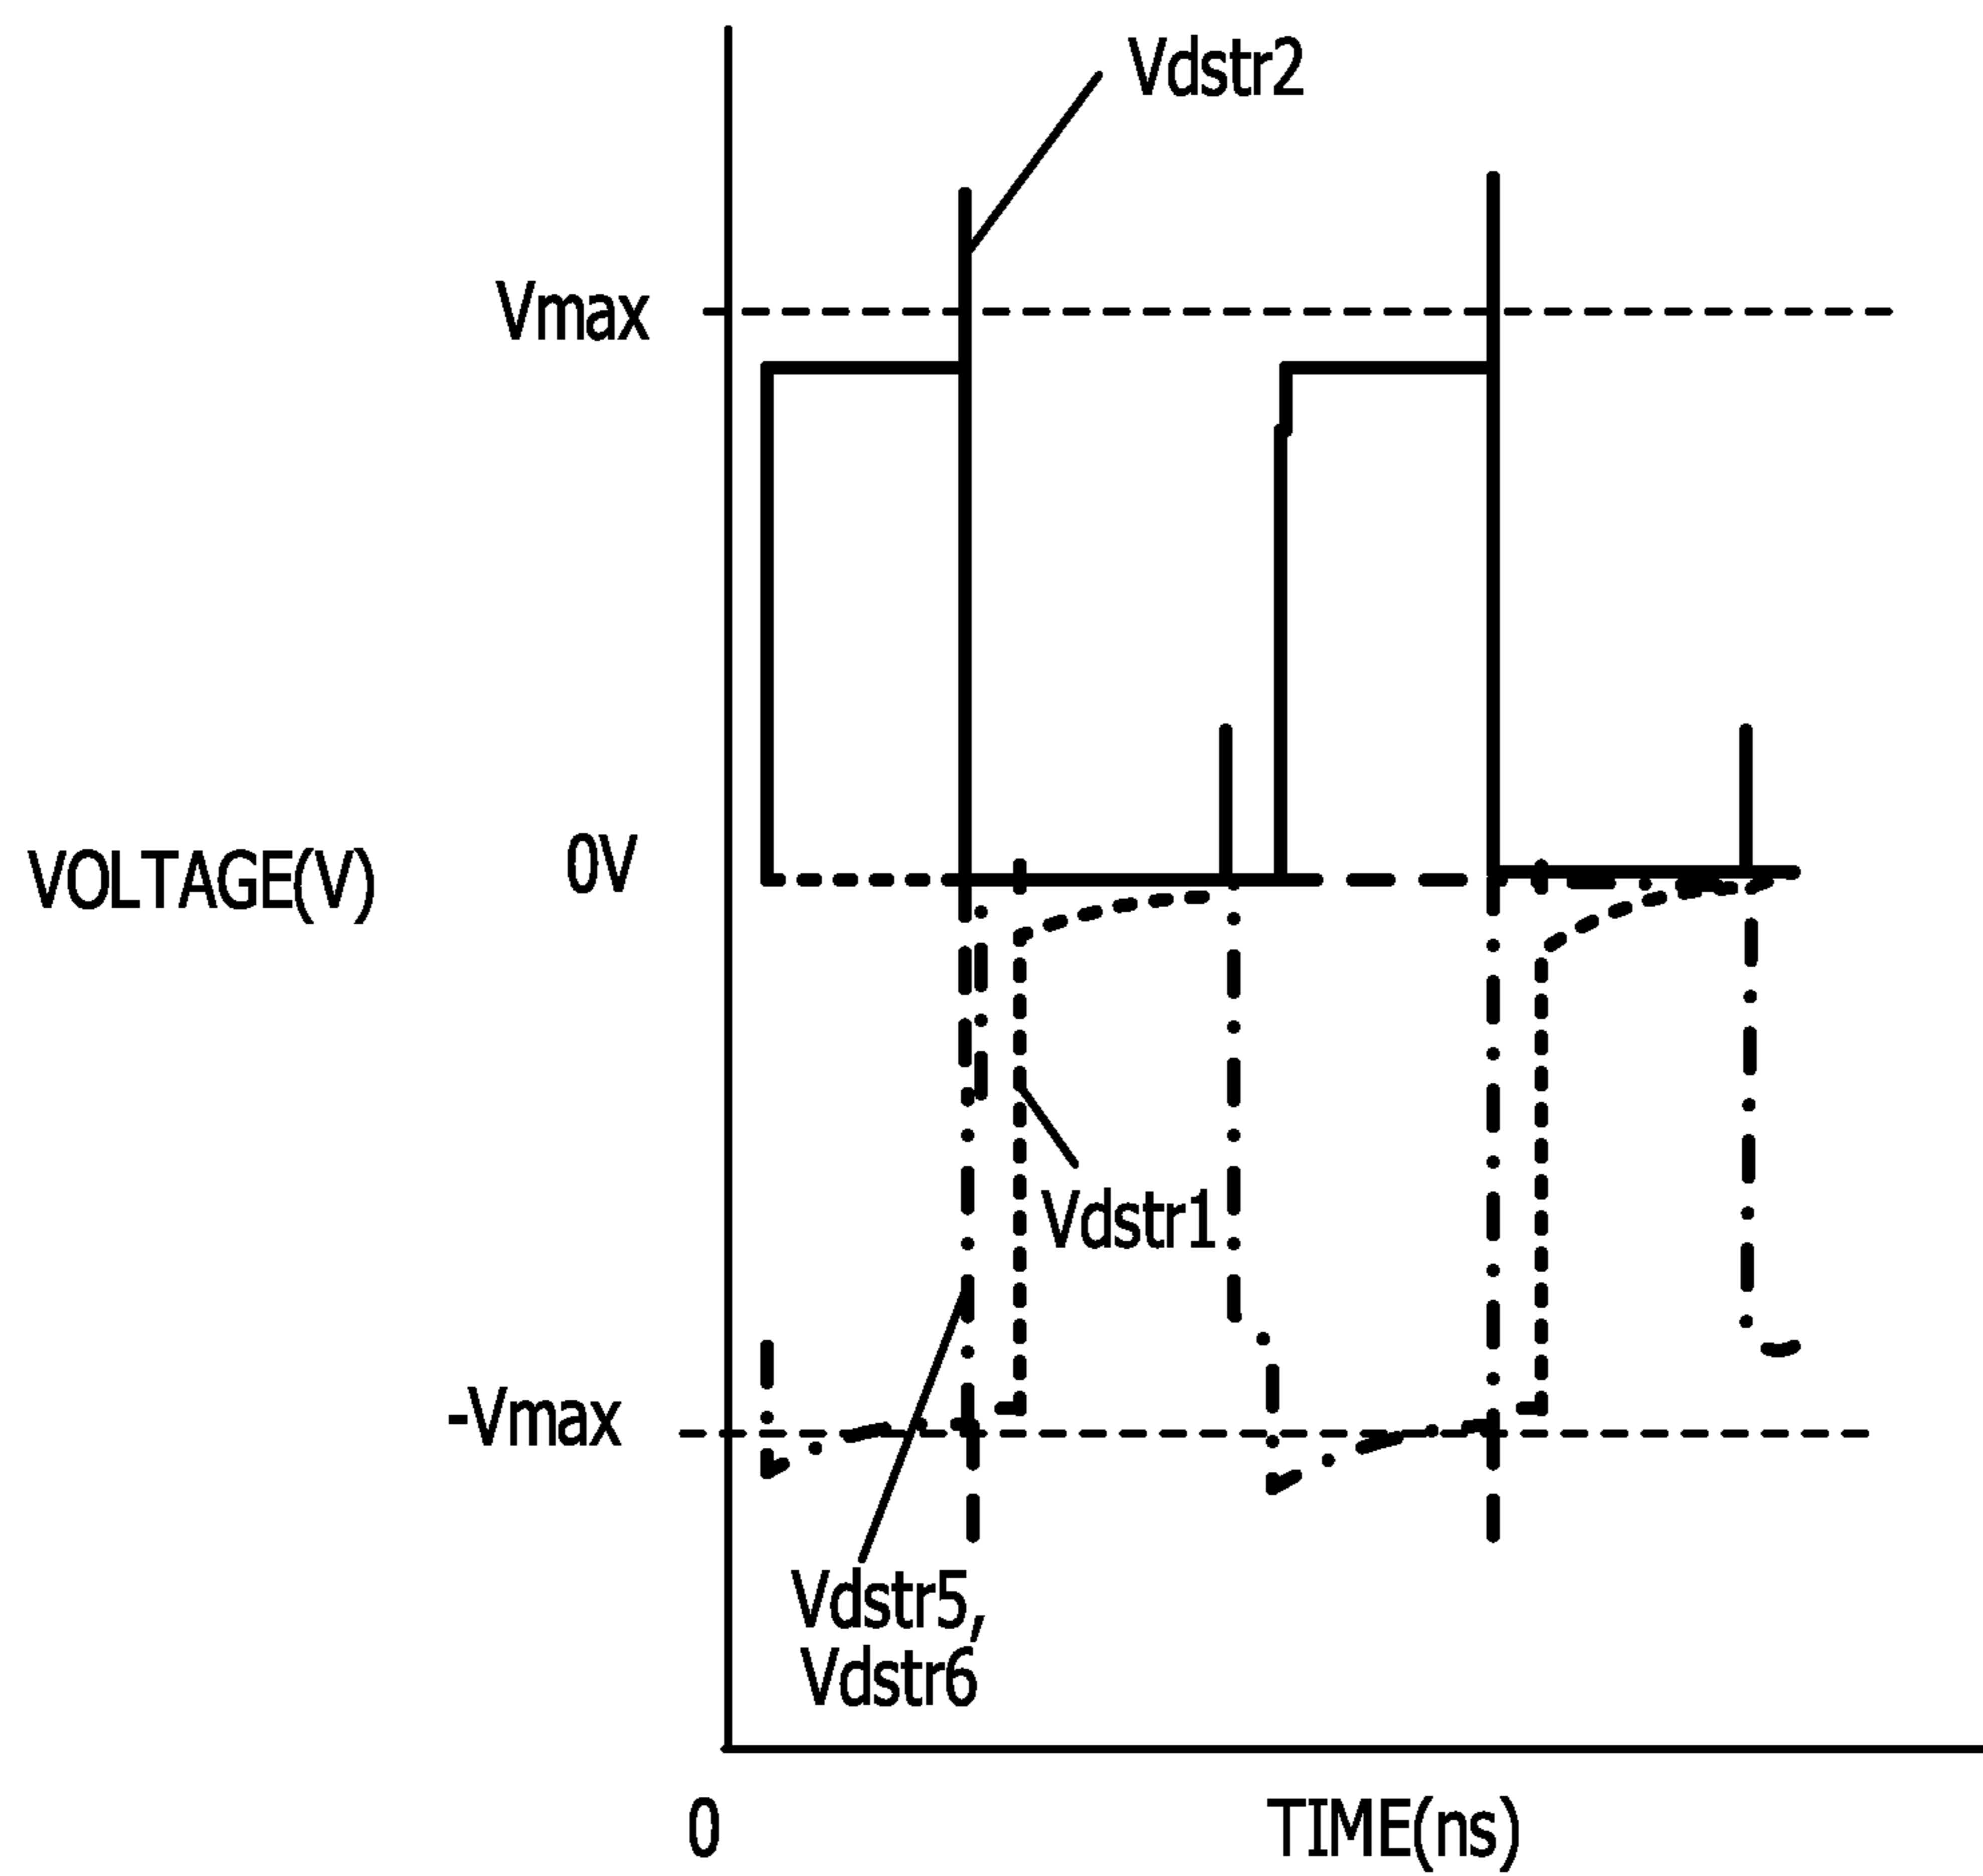 Vdstr2
Vmax
VOLTAGE(V)
0V
Vdstr1
-Vmax
Vdstr5,
Vdstr6
0
TIME(ns)